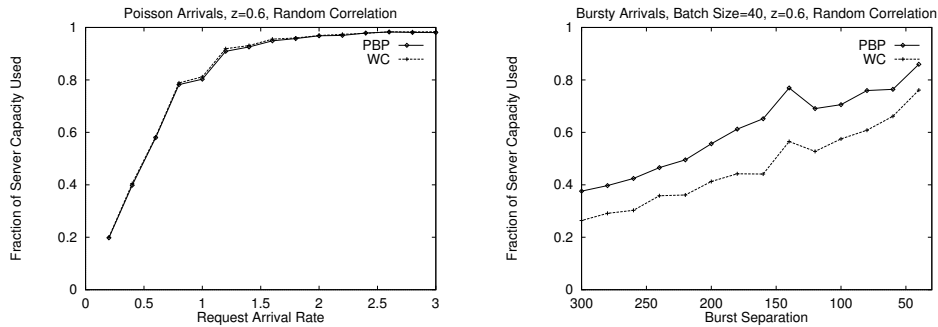 Poisson Arrivals, z=0.6, Random Correlation
PBP
WC
Fraction of Server Capacity Used
1
0.8
0.6
0.4
0.2
0
0
0.5
1
1.5
2
2.5
3
Request Arrival Rate
Bursty Arrivals, Batch Size=40, z=0.6, Random Correlation
PBP
WC
Fraction of Server Capacity Used
1
0.8
0.6
0.4
0.2
0
300
250
200
150
100
50
Burst Separation